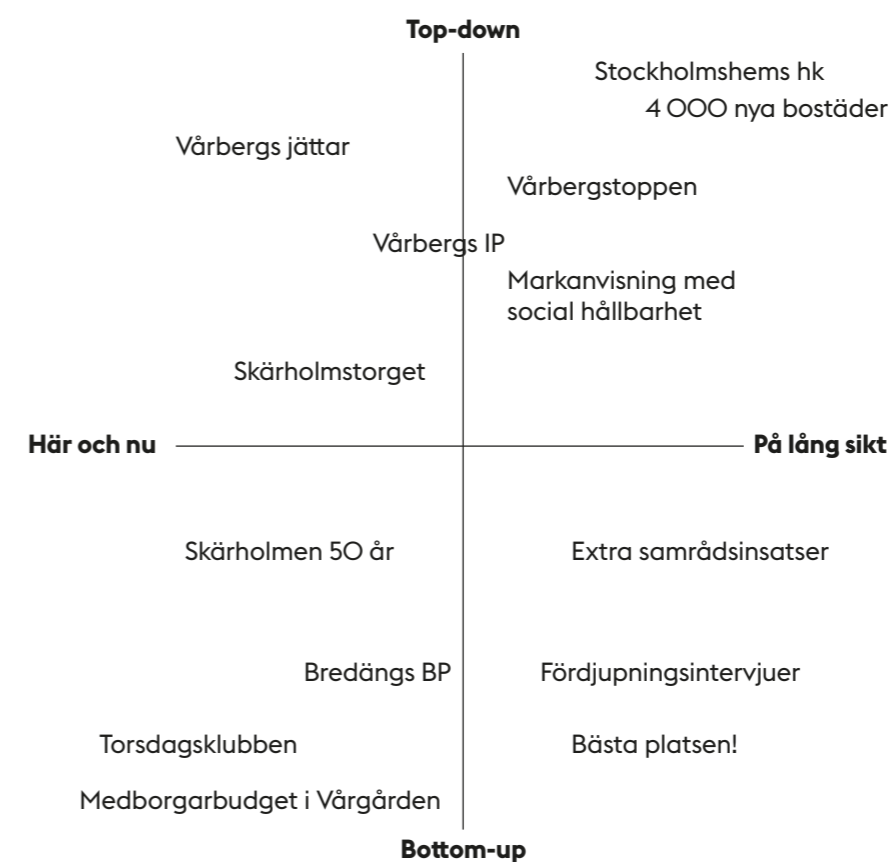 Top-down
Stockholmshems hk
4 000 nya bostäder
Vårbergs jättar
Vårbergstoppen
Vårbergs IP
Markanvisning med
social hållbarhet
Skärholmstorget
Här och nu
På lång sikt
Skärholmen 50 år
Extra samrådsinsatser
Bredängs BP
Fördjupningsintervjuer
Torsdagsklubben
Bästa platsen!
Medborgarbudget i Vårgården
Bottom-up